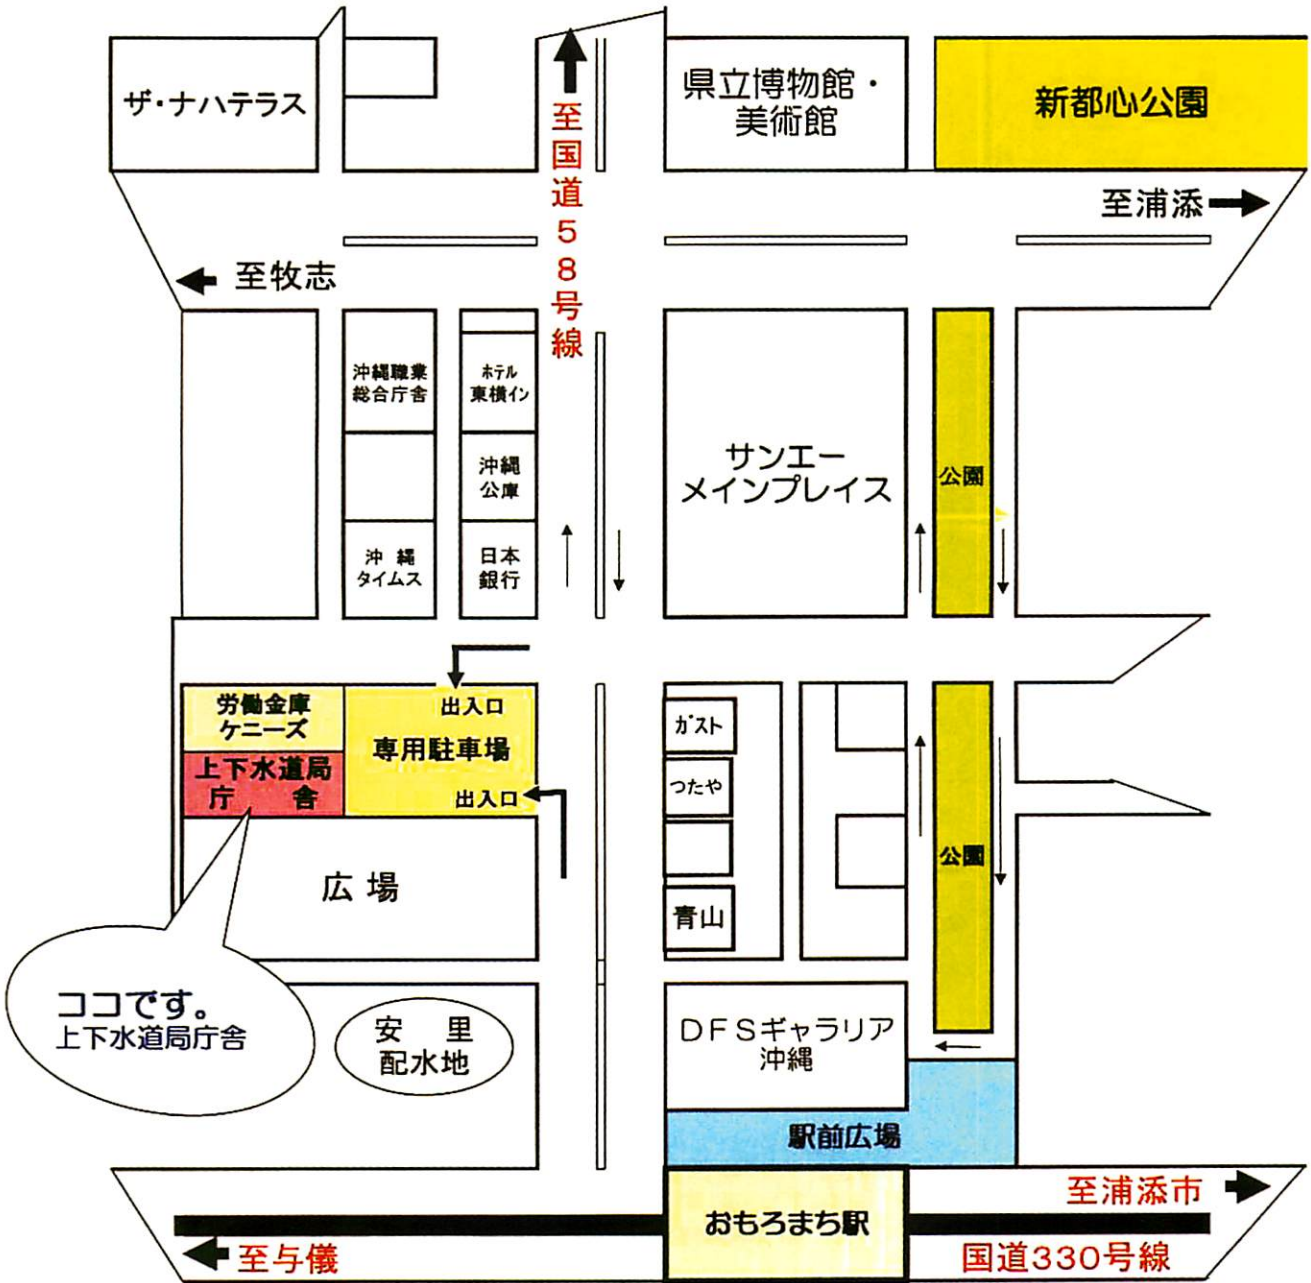 ザ・ナハテラス
至国道58号線
県立博物館・
美術館
新都心公園
至浦添
至牧志
沖縄職業
総合庁舎
ホテル
東横イン
沖縄
公庫
沖縄
タイムス
日本
銀行
サンエー
メインプレイス
公園
労働金庫
ケニーズ
上下水道局
庁舎
出入口
専用駐車場
出入口
ガスト
つたや
青山
公園
広場
ココです。
上下水道局庁舎
安里
配水地
DFSギャラリア
沖縄
駅前広場
おもろまち駅
至浦添市
至与儀
国道330号線